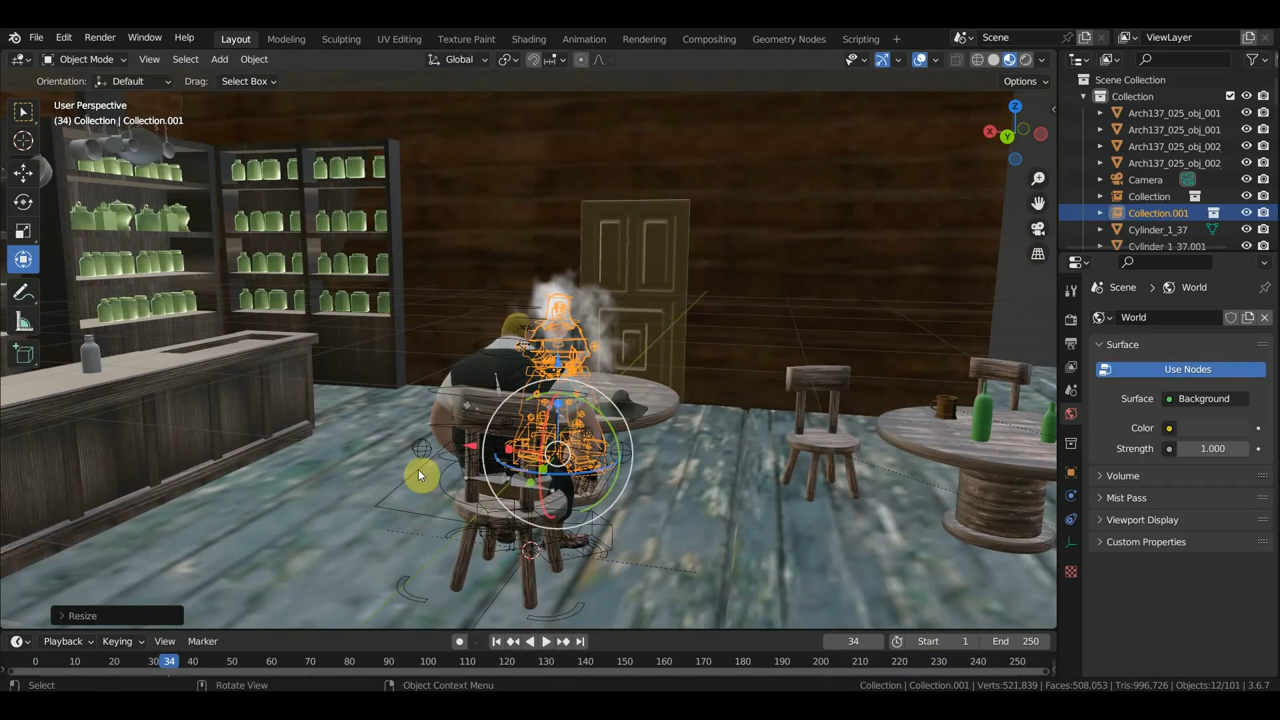 File Edit Render Window Help Layout Modeling Sculpting UV Editing Texture Paint Shading Animation Rendering Compositing Geometry Nodes Scripting + Scene ViewLayer
Object Mode View Select Add Object Global
Orientation: Default Drag: Select Box Options
User Perspective
(34) Collection | Collection.001
X
Y
Z
Scene Collection
Collection
Arch137_025_obj_001
Arch137_025_obj_001
Arch137_025_obj_002
Arch137_025_obj_002
Camera
Collection
Collection.001
Cylinder_1_37
Cylinder_1_37.001
Scene World
World
Surface
Use Nodes
Surface Background
Color
Strength 1.000
Volume
Mist Pass
Viewport Display
Custom Properties
Resize
Playback Keying View Marker 34 Start 1 End 250
0 10 20 30 34 40 50 60 70 80 90 100 110 120 130 140 150 160 170 180 190 200 210 220 230 240 250
Select Rotate View Object Context Menu Collection | Collection.001 | Verts:521,839 | Faces:508,053 | Tris:996,726 | Objects:12/101 | 3.6.7